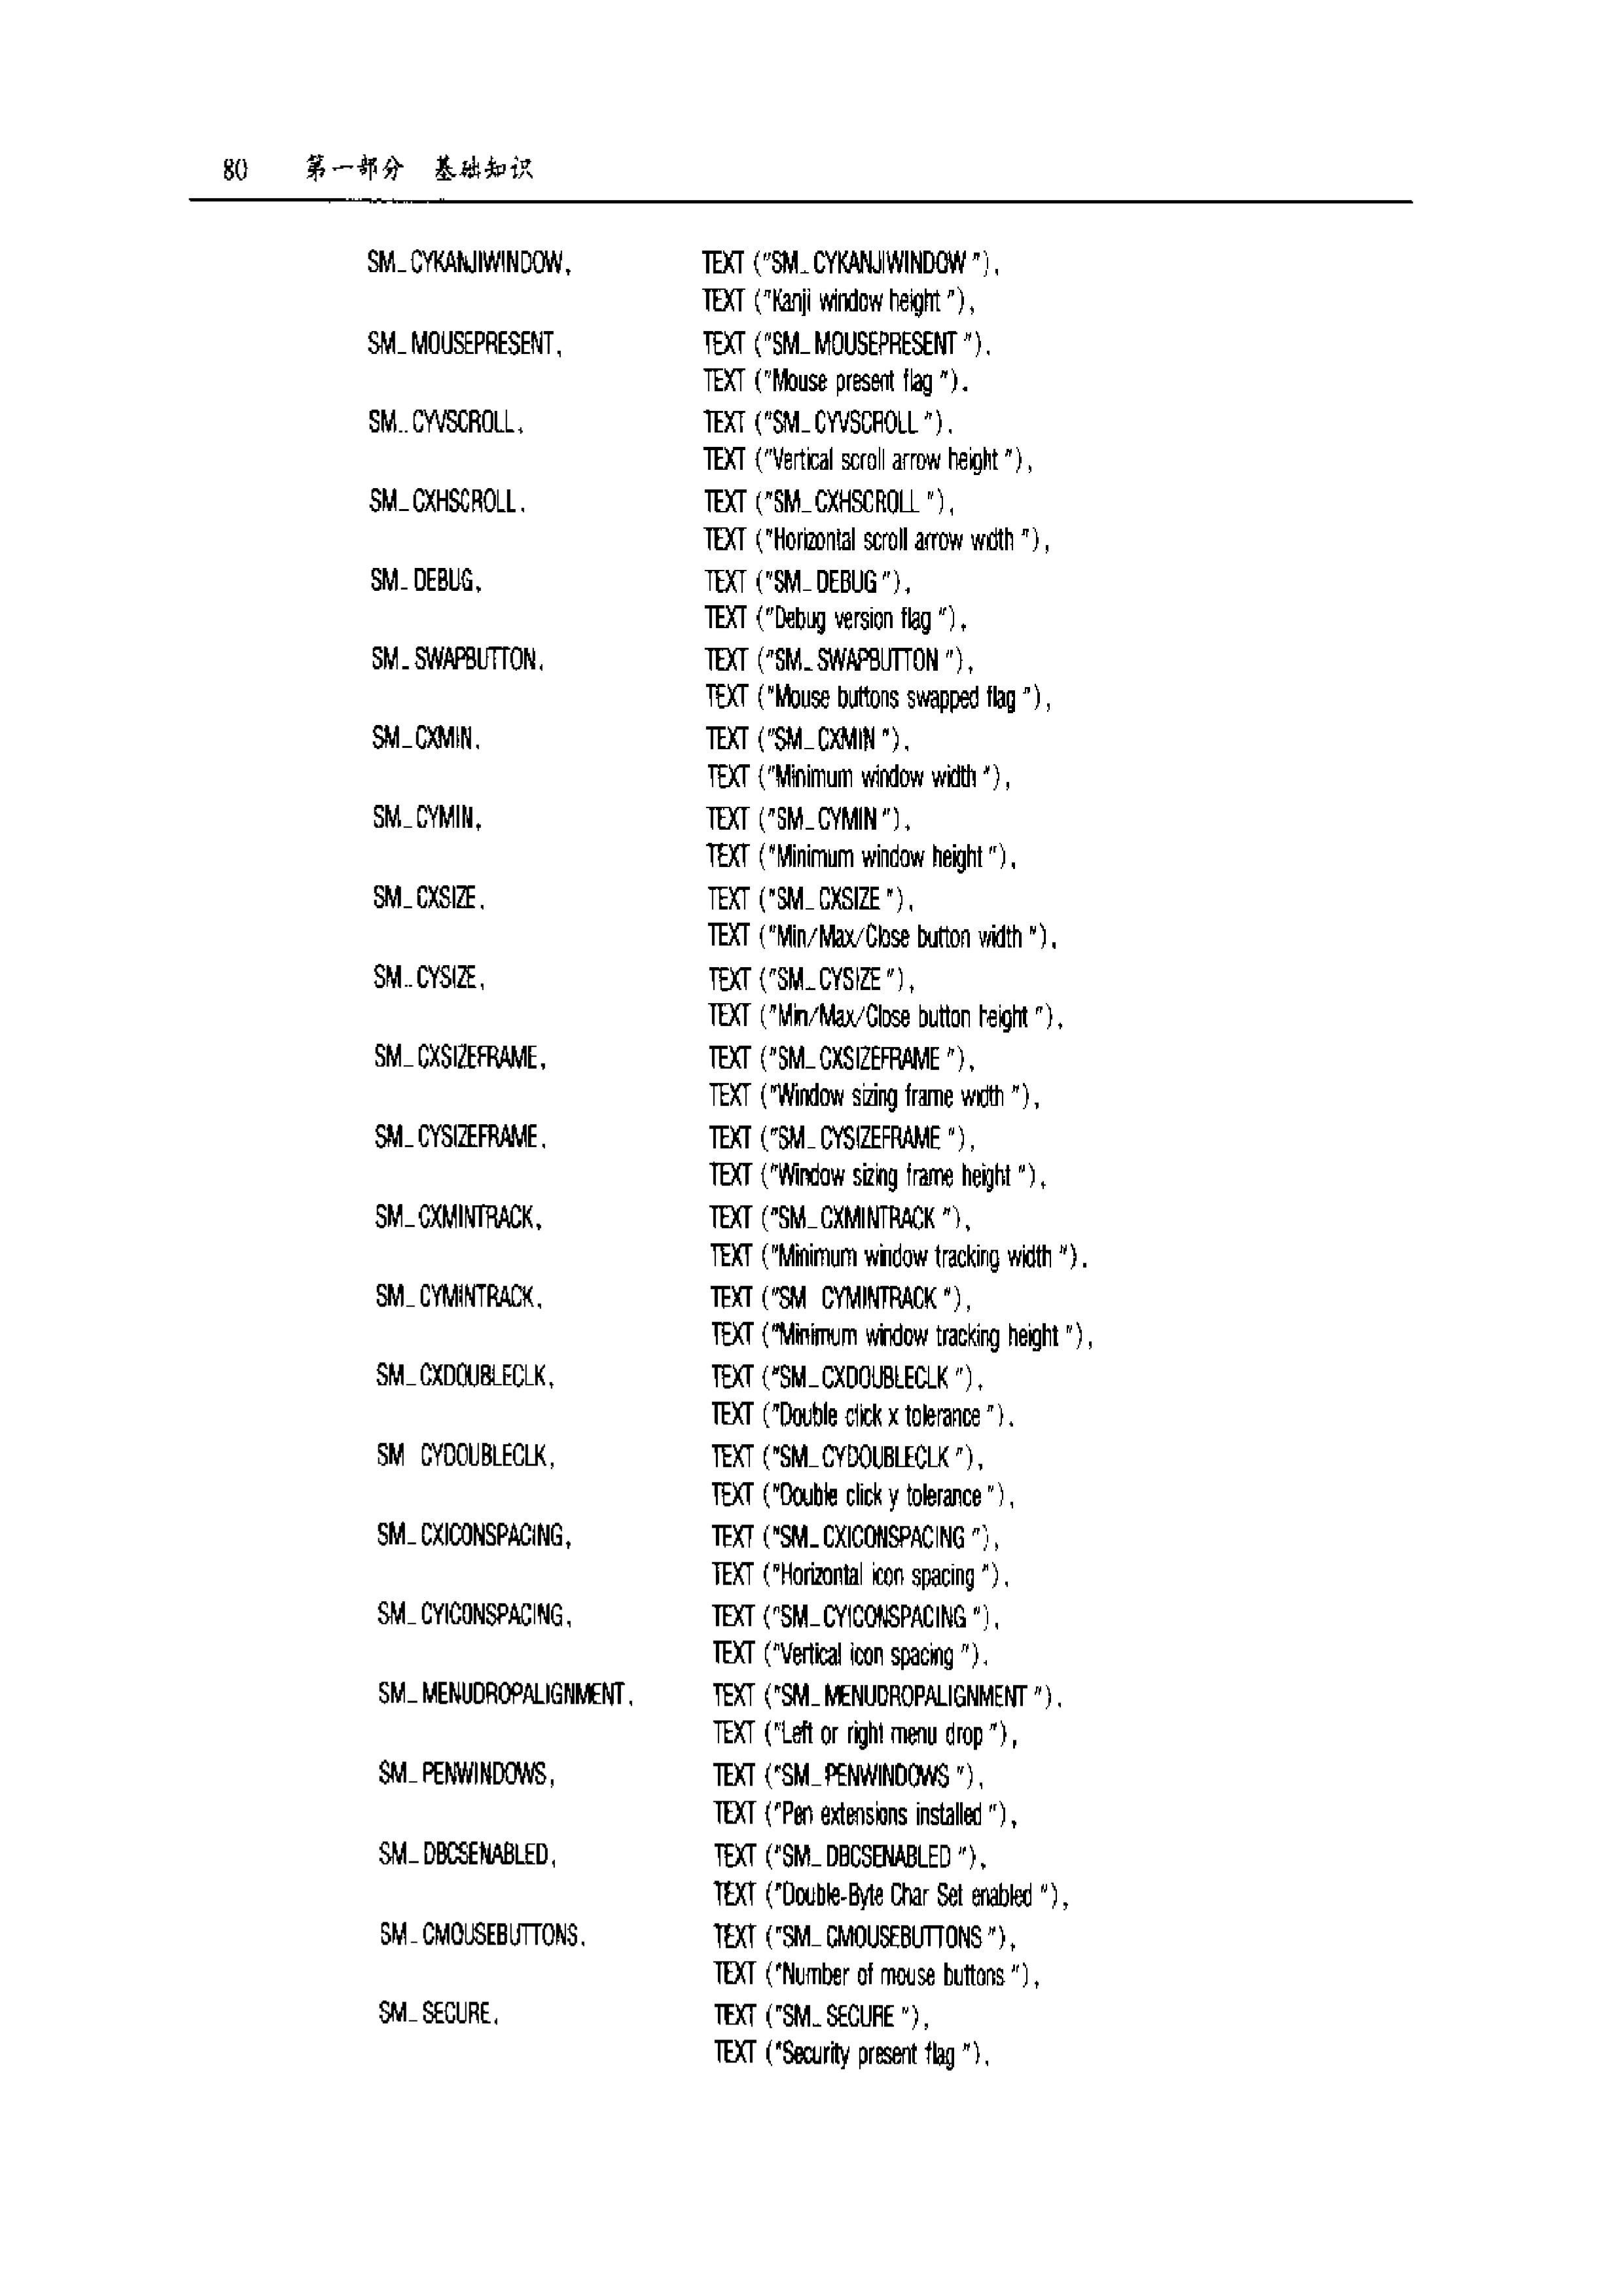 80 第一部分 基础知识
SM_CYKANJIWINDOW, TEXT ("SM_CYKANJIWINDOW"),
TEXT ("Kanji window height"),
SM_MOUSEPRESENT, TEXT ("SM_MOUSEPRESENT"),
TEXT ("Mouse present flag"),
SM_CYVSCROLL, TEXT ("SM_CYVSCROLL"),
TEXT ("Vertical scroll arrow height"),
SM_CXHSCROLL, TEXT ("SM_CXHSCROLL"),
TEXT ("Horizontal scroll arrow width"),
SM_DEBUG, TEXT ("SM_DEBUG"),
TEXT ("Debug version flag"),
SM_SWAPBUTTON, TEXT ("SM_SWAPBUTTON"),
TEXT ("Mouse buttons swapped flag"),
SM_CXMIN, TEXT ("SM_CXMIN"),
TEXT ("Minimum window width"),
SM_CYMIN, TEXT ("SM_CYMIN"),
TEXT ("Minimum window height"),
SM_CXSIZE, TEXT ("SM_CXSIZE"),
TEXT ("Min/Max/Close button width"),
SM_CYSIZE, TEXT ("SM_CYSIZE"),
TEXT ("Min/Max/Close button height"),
SM_CXSIZEFRAME, TEXT ("SM_CXSIZEFRAME"),
TEXT ("Window sizing frame width"),
SM_CYSIZEFRAME, TEXT ("SM_CYSIZEFRAME"),
TEXT ("Window sizing frame height"),
SM_CXMINTRACK, TEXT ("SM_CXMINTRACK"),
TEXT ("Minimum window tracking width"),
SM_CYMINTRACK, TEXT ("SM CYMINTRACK"),
TEXT ("Minimum window tracking height"),
SM_CXDOUBLECLK, TEXT ("SM_CXDOUBLECLK"),
TEXT ("Double click x tolerance"),
SM CYDOUBLECLK, TEXT ("SM_CYDOUBLECLK"),
TEXT ("Double click y tolerance"),
SM_CXICONSPACING, TEXT ("SM_CXICONSPACING"),
TEXT ("Horizontal icon spacing"),
SM_CYICONSPACING, TEXT ("SM_CYICONSPACING"),
TEXT ("Vertical icon spacing"),
SM_MENUDROPALIGNMENT, TEXT ("SM_MENUDROPALIGNMENT"),
TEXT ("Left or right menu drop"),
SM_PENWINDOWS, TEXT ("SM_PENWINDOWS"),
TEXT ("Pen extensions installed"),
SM_DBCSENABLED, TEXT ("SM_DBCSENABLED"),
TEXT ("Double-Byte Char Set enabled"),
SM_CMOUSEBUTTONS, TEXT ("SM_CMOUSEBUTTONS"),
TEXT ("Number of mouse buttons"),
SM_SECURE, TEXT ("SM_SECURE"),
TEXT ("Security present flag"),